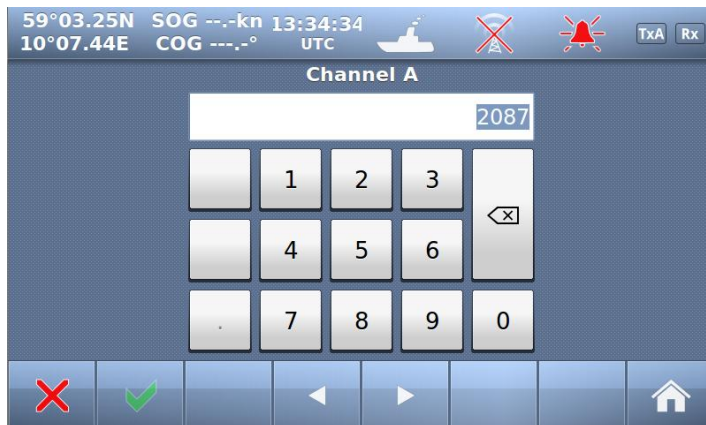 59°03.25N SOG --.-kn 13:34:34
10°07.44E COG ---.-° UTC
TxA Rx
Channel A
2087
1 2 3
4 5 6
. 7 8 9 0